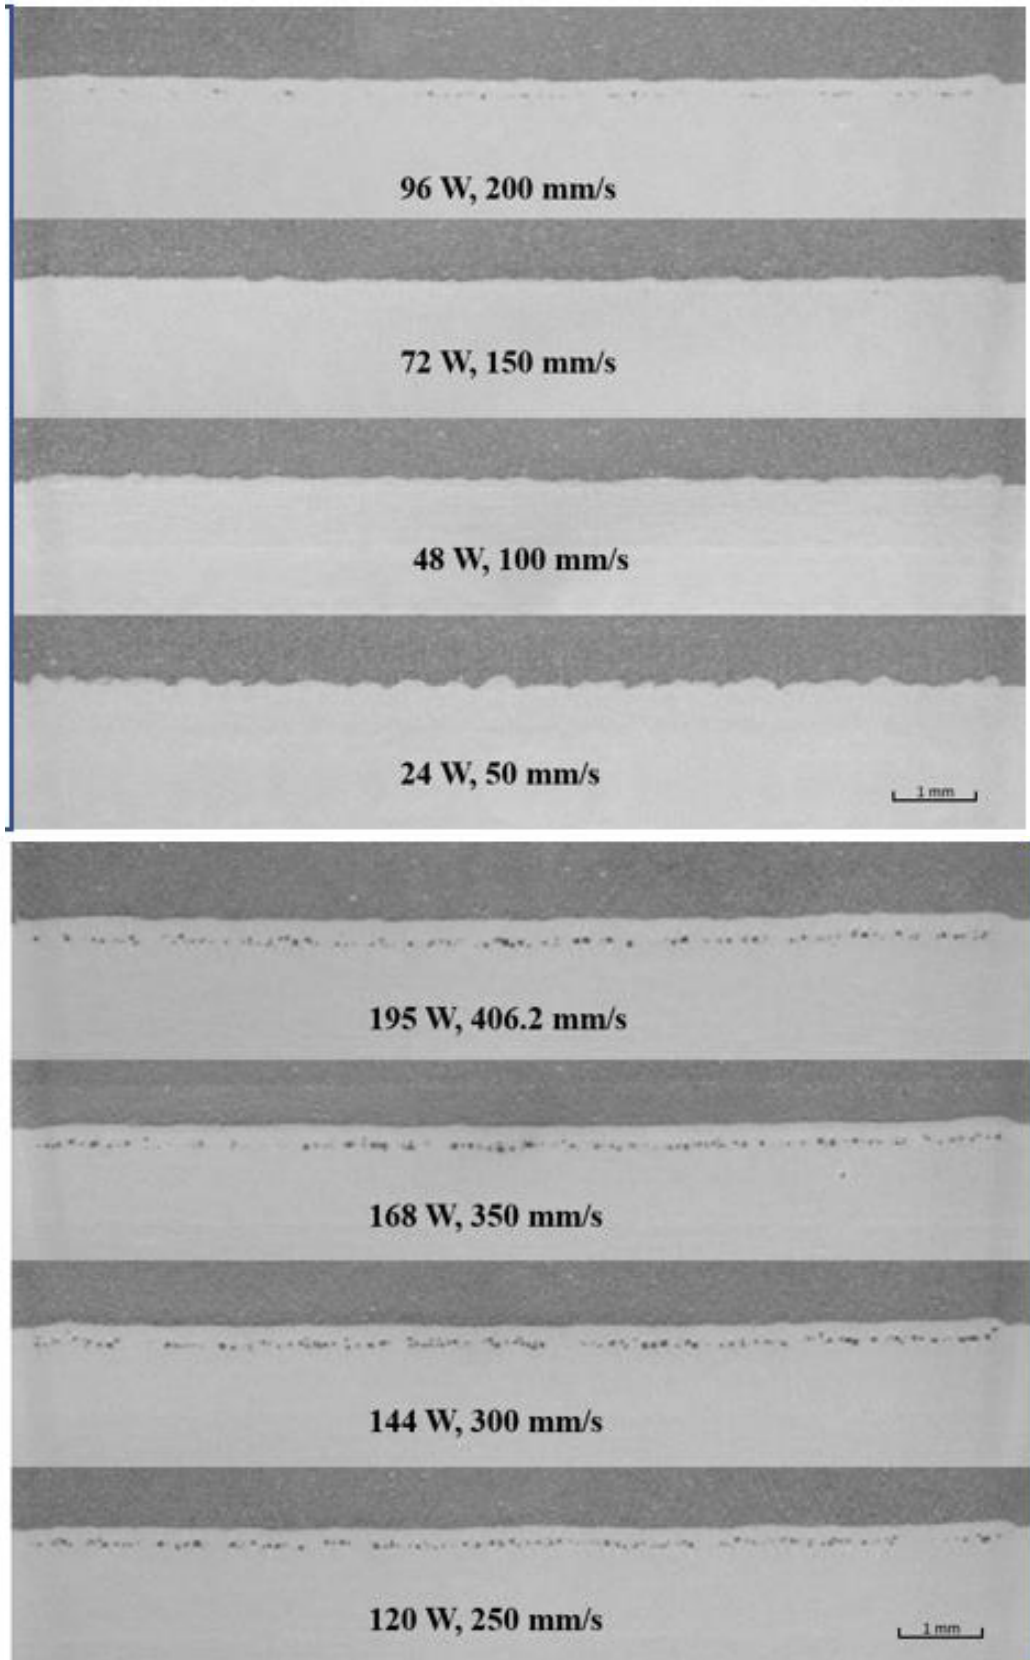 96 W, 200 mm/s
72 W, 150 mm/s
48 W, 100 mm/s
24 W, 50 mm/s
1 mm
195 W, 406.2 mm/s
168 W, 350 mm/s
144 W, 300 mm/s
120 W, 250 mm/s
1 mm